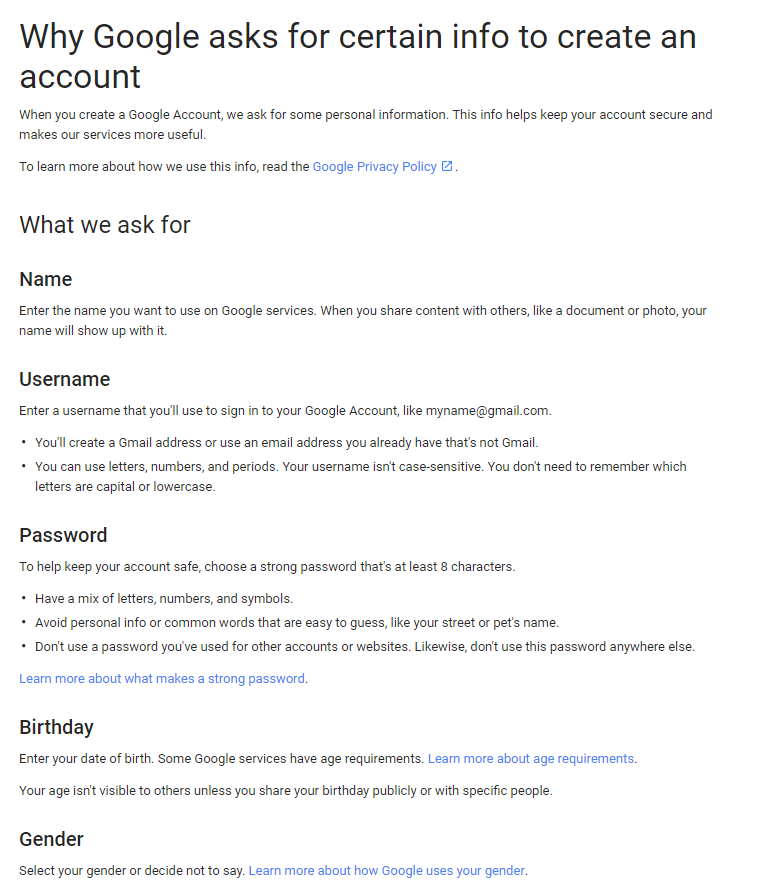 Why Google asks for certain info to create an
account
When you create a Google Account, we ask for some personal information. This info helps keep your account secure and
makes our services more useful.
To learn more about how we use this info, read the Google Privacy Policy.
What we ask for
Name
Enter the name you want to use on Google services. When you share content with others, like a document or photo, your
name will show up with it.
Username
Enter a username that you'll use to sign in to your Google Account, like myname@gmail.com.
• You'll create a Gmail address or use an email address you already have that's not Gmail.
• You can use letters, numbers, and periods. Your username isn't case-sensitive. You don't need to remember which
letters are capital or lowercase.
Password
To help keep your account safe, choose a strong password that's at least 8 characters.
• Have a mix of letters, numbers, and symbols.
• Avoid personal info or common words that are easy to guess, like your street or pet's name.
• Don't use a password you've used for other accounts or websites. Likewise, don't use this password anywhere else.
Learn more about what makes a strong password.
Birthday
Enter your date of birth. Some Google services have age requirements. Learn more about age requirements.
Your age isn't visible to others unless you share your birthday publicly or with specific people.
Gender
Select your gender or decide not to say. Learn more about how Google uses your gender.